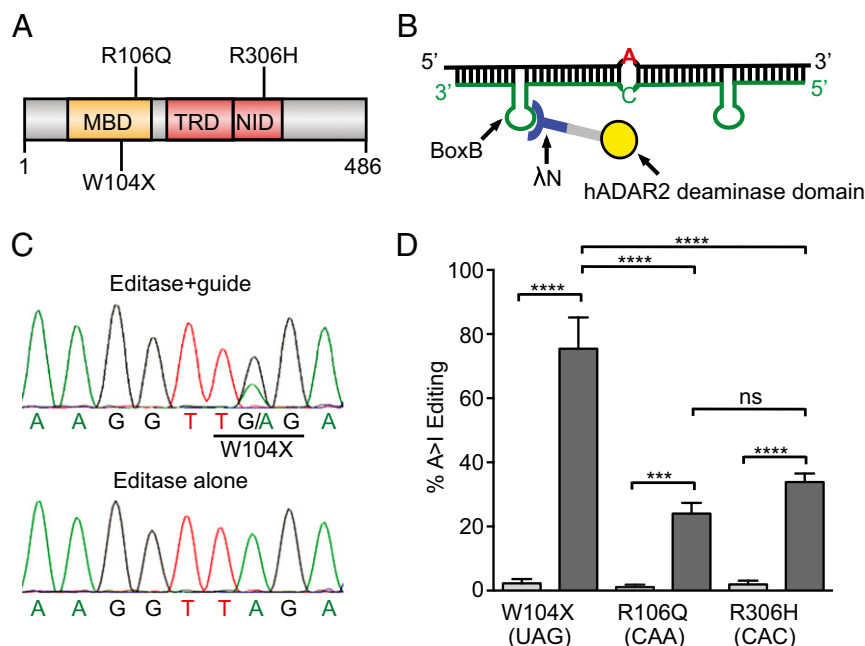 A
R106Q R306H
MBD TRD NID
1 486
W104X
B
5' A 3'
3' C 5'
BoxB
λN
hADAR2 deaminase domain
C
Editase+guide
A A G G T T G/A G A
W104X
Editase alone
A A G G T T A G A
D
% A>I Editing
100
80
60
40
20
0
****
****
****
ns
***
****
W104X R106Q R306H
(UAG) (CAA) (CAC)